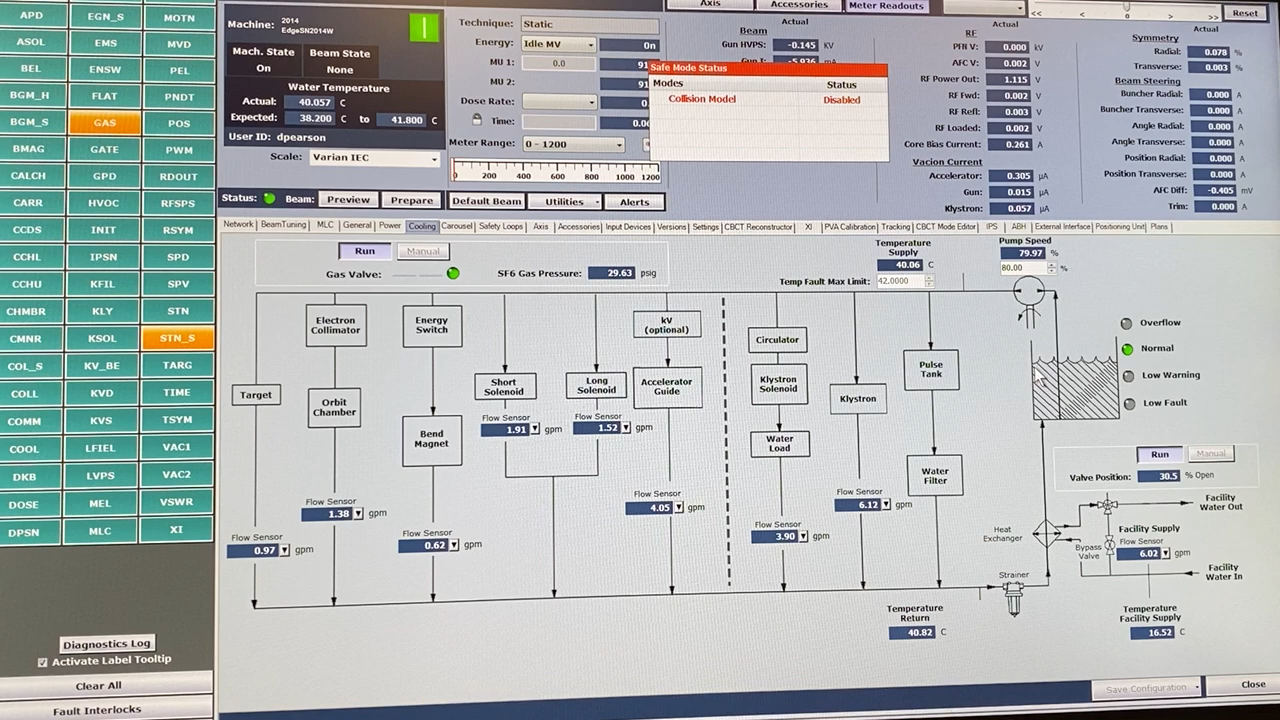 APD EGN_S MOTN
ASOL EMS MVD
BEL ENSW PEL
BGM_H FLAT PNDT
BGM_S GAS POS
BMAG GATE PWM
CALCH GPD RDOUT
CARR HVOC RFSPS
CCDS INIT RSYM
CCHL IPSN SPD
CCHU KFIL SPV
CHMBR KLY STN
CMNR KSOL STN_S
COL_S KV_BE TARG
COLL KVD TIME
COMM KVS TSYM
COOL LFIEL VAC1
DKB LVPS VAC2
DOSE MEL VSWR
DPSN MLC XI
Diagnostics Log
Activate Label Tooltip
Clear All
Fault Interlocks
Machine: 2014
EdgeSN2014W
Mach. State Beam State
On None
Water Temperature
Actual: 40.057 C
Expected: 38.200 C to 41.800 C
User ID: dpearson
Scale: Varian IEC
Status: Beam: Preview Prepare
Technique: Static
Energy: Idle MV 0n
MU 1: 0.0 91
MU 2: 91
Dose Rate: 0.
Time: 0.00
Meter Range: 0 - 1200
0 200 400 600 800 1000 1200
Default Beam Utilities Alerts
Axis Accessories Meter Readouts
Actual
Beam
Gun HVPS: -0.145 KV
Gun I: -5.936 mA
Safe Mode Status
Modes Status
Collision Model Disabled
Actual
RF
PFN V: 0.000 kV
AFC V: 0.002 V
RF Power Out: 1.115 V
RF Fwd: 0.002 V
RF Refl: 0.003 V
RF Loaded: 0.002 V
Core Bias Current: 0.261 A
Vacion Current
Accelerator: 0.305 µA
Gun: 0.015 µA
Klystron: 0.057 µA
<< < 0 > >> Reset
Actual
Symmetry
Radial: 0.078 %
Transverse: 0.003 %
Beam Steering
Buncher Radial: 0.000 A
Buncher Transverse: 0.000 A
Angle Radial: 0.000 A
Angle Transverse: 0.000 A
Position Radial: 0.000 A
Position Transverse: 0.000 A
AFC Diff: -0.405 mV
Trim: 0.000 A
Network BeamTuning MLC General Power Cooling Carousel Safety Loops Axis Accessories Input Devices Versions Settings CBCT Reconstructor XI PVA Calibration Tracking CBCT Mode Editor IPS ABH External Interface Positioning Unit Plans
Run Manual
Gas Valve: SF6 Gas Pressure: 29.63 psig
Temperature
Supply
40.06 C
Temp Fault Max Limit: 42.0000
Pump Speed
79.97 %
80.00 %
Electron
Collimator
Energy
Switch
kV
(optional)
Circulator
Target
Orbit
Chamber
Bend
Magnet
Short
Solenoid
Long
Solenoid
Accelerator
Guide
Klystron
Solenoid
Klystron
Pulse
Tank
Water
Load
Water
Filter
Flow Sensor
1.91 gpm
Flow Sensor
1.52 gpm
Flow Sensor
1.38 gpm
Flow Sensor
4.05 gpm
Flow Sensor
6.12 gpm
Flow Sensor
0.97 gpm
Flow Sensor
0.62 gpm
Flow Sensor
3.90 gpm
Overflow
Normal
Low Warning
Low Fault
Run Manual
Valve Position: 30.5 % Open
Facility
Water Out
Heat
Exchanger
Bypass
Valve
Facility Supply
Flow Sensor
6.02 gpm
Facility
Water In
Strainer
Temperature
Return
40.82 C
Temperature
Facility Supply
16.52 C
Save Configuration Close